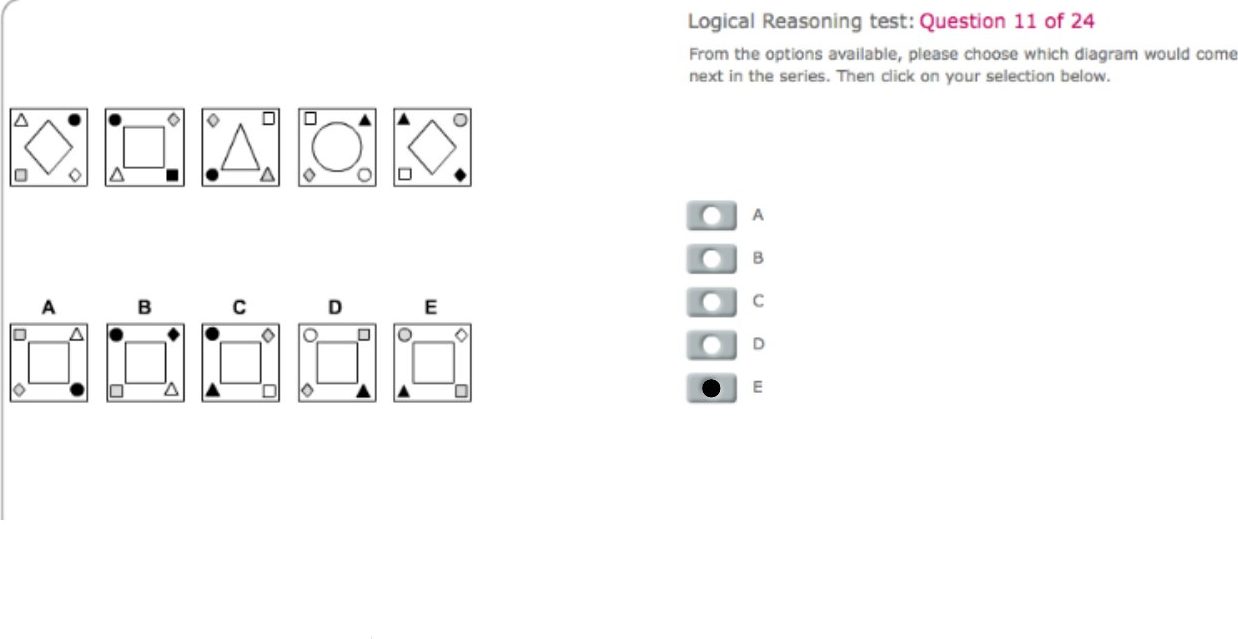 Logical Reasoning test: Question 11 of 24
From the options available, please choose which diagram would come
next in the series. Then click on your selection below.
A
B
C
D
E
A B C D E